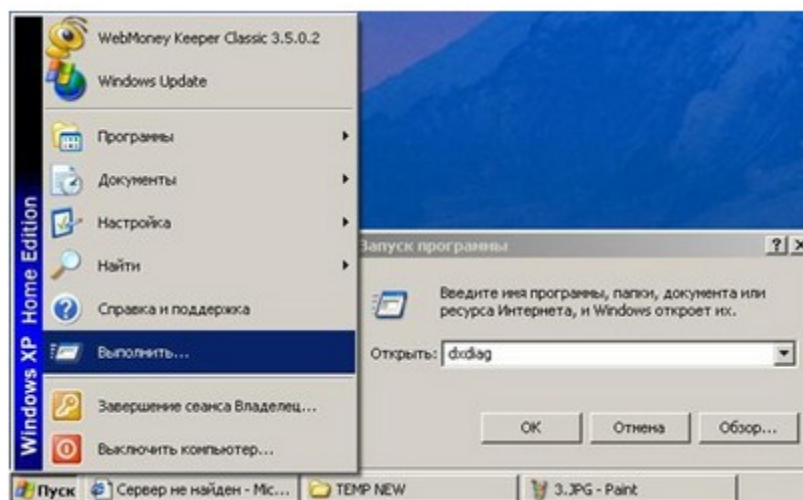 WebMoney Keeper Classic 3.5.0.2
Windows Update
Программы
Документы
Настройка
Найти
Справка и поддержка
Выполнить...
Завершение сеанса Владелец...
Выключить компьютер...
Windows XP Home Edition
Запуск программы
Введите имя программы, папки, документа или
ресурса Интернета, и Windows откроет их.
Открыть: dxdiag
OK Отмена Обзор...
Пуск Сервер не найден - Mic... TEMP NEW 3.JPG - Paint